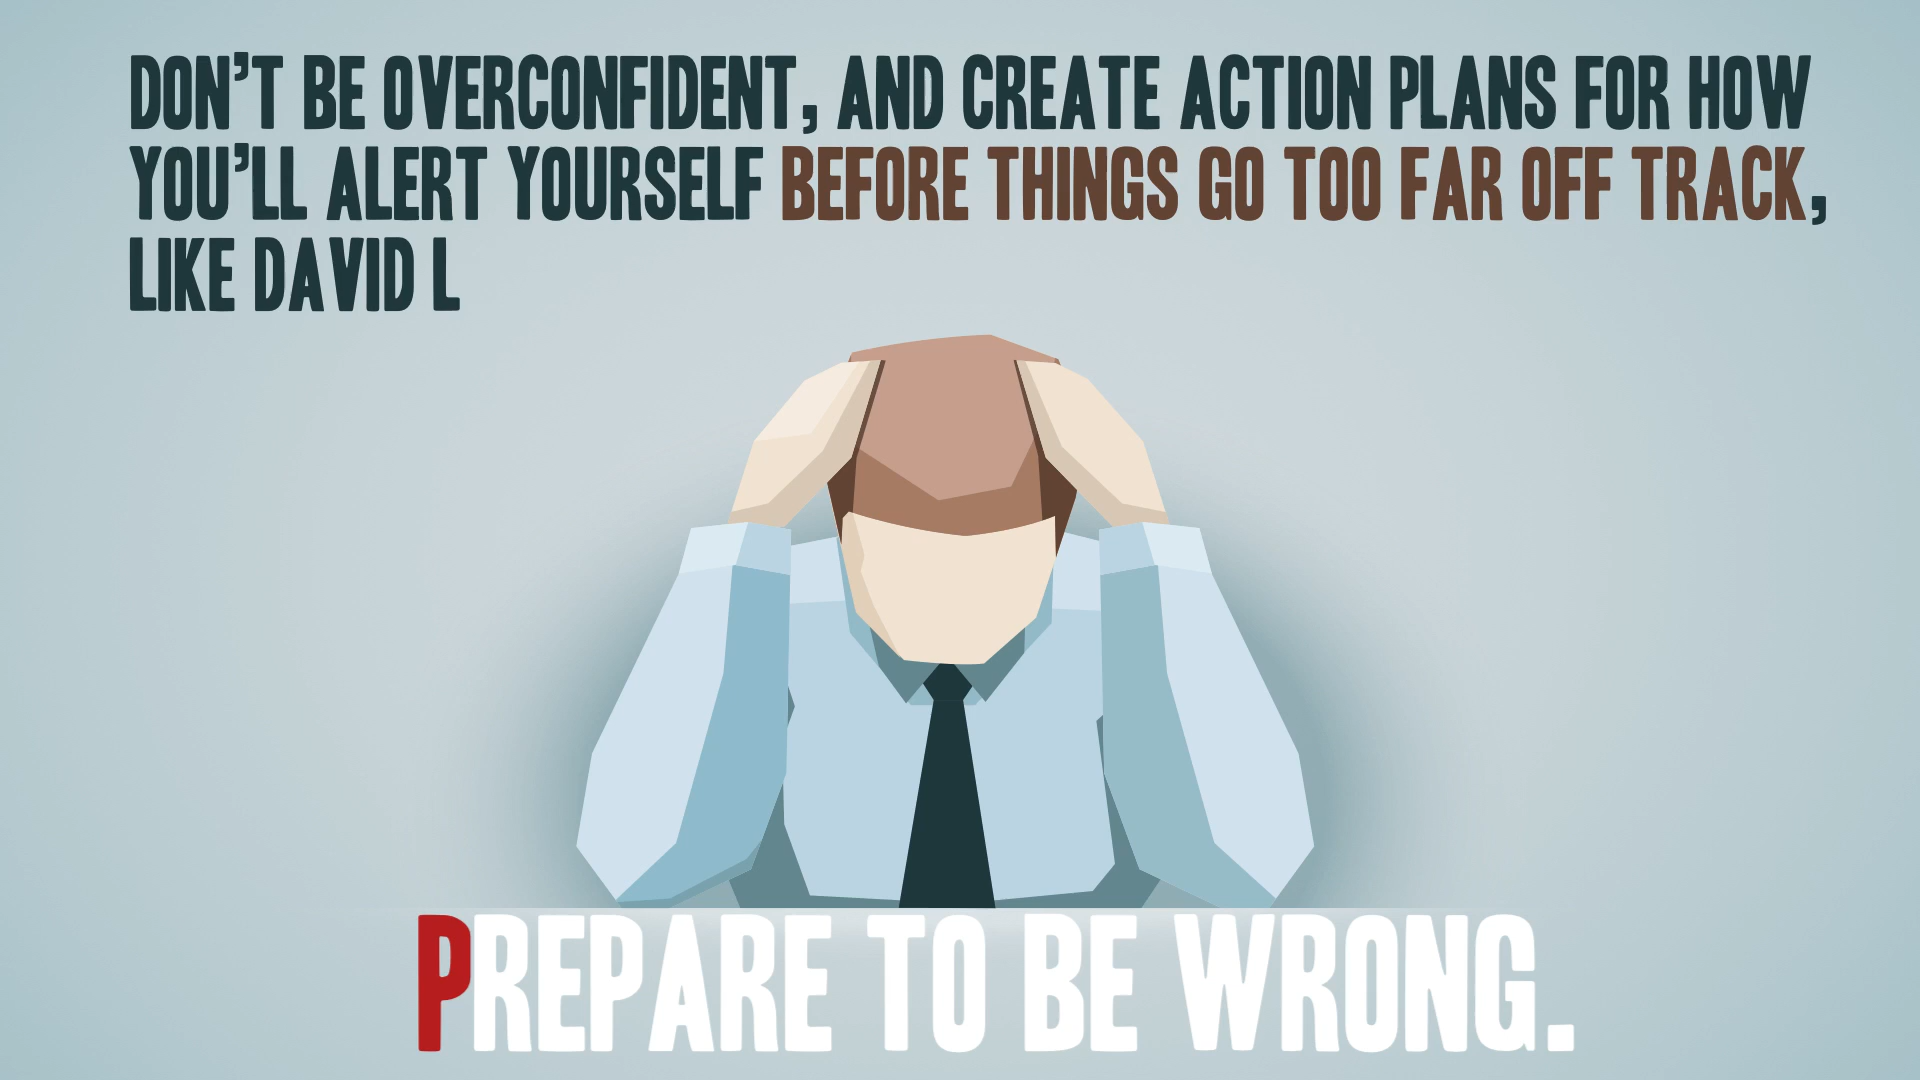 DON'T BE OVERCONFIDENT, AND CREATE ACTION PLANS FOR HOW
YOU'LL ALERT YOURSELF BEFORE THINGS GO TOO FAR OFF TRACK,
LIKE DAVID L
PREPARE TO BE WRONG.